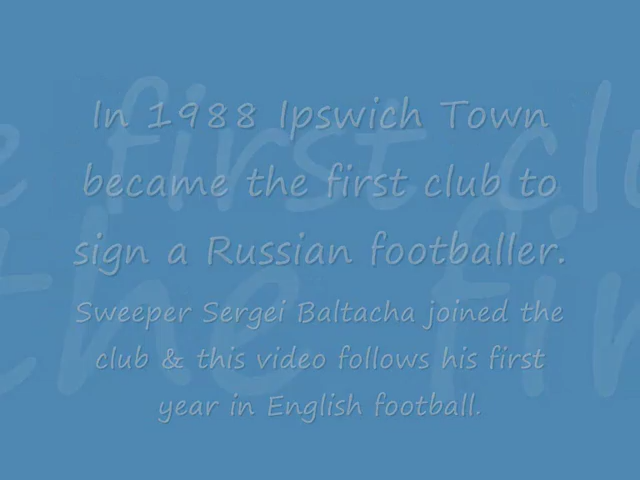 In 1988 Ipswich Town
became the first club to
sign a Russian footballer.
Sweeper Sergei Baltacha joined the
club & this video follows his first
year in English football.